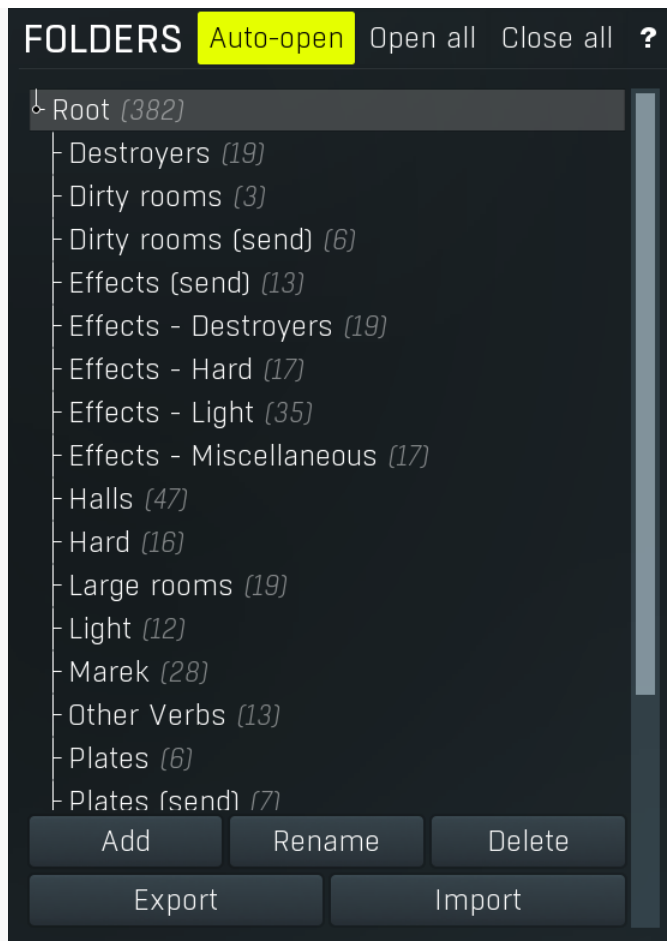 FOLDERS Auto-open Open all Close all ?
Root (382)
Destroyers (19)
Dirty rooms (3)
Dirty rooms (send) (6)
Effects (send) (13)
Effects - Destroyers (19)
Effects - Hard (17)
Effects - Light (35)
Effects - Miscellaneous (17)
Halls (47)
Hard (16)
Large rooms (19)
Light (12)
Marek (28)
Other Verbs (13)
Plates (6)
Plates (send) (7)
Add Rename Delete
Export Import